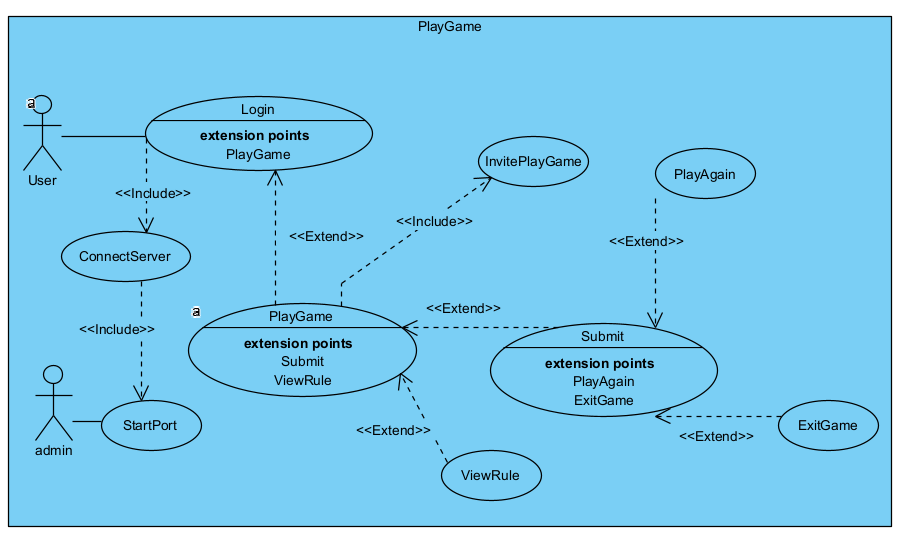 PlayGame
a
User
Login
extension points
PlayGame
<<Include>>
ConnectServer
<<Include>>
admin
StartPort
<<Extend>>
InvitePlayGame
<<Include>>
PlayAgain
<<Extend>>
a
PlayGame
extension points
Submit
ViewRule
<<Extend>>
Submit
extension points
PlayAgain
ExitGame
<<Extend>>
ViewRule
<<Extend>>
ExitGame